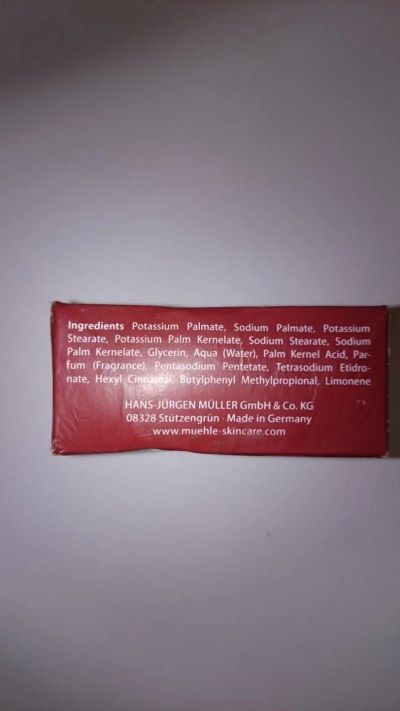 Ingredients Potassium Palmate, Sodium Palmate, Potassium
Stearate, Potassium Palm Kernelate, Sodium Stearate, Sodium
Palm Kernelate, Glycerin, Aqua (Water), Palm Kernel Acid, Par-
fum (Fragrance), Pentasodium Pentetate, Tetrasodium Etidro-
nate, Hexyl Cinnamal, Butylphenyl Methylpropional, Limonene
HANS-JÜRGEN MÜLLER GmbH & Co. KG
08328 Stützengrün · Made in Germany
www.muehle-skincare.com